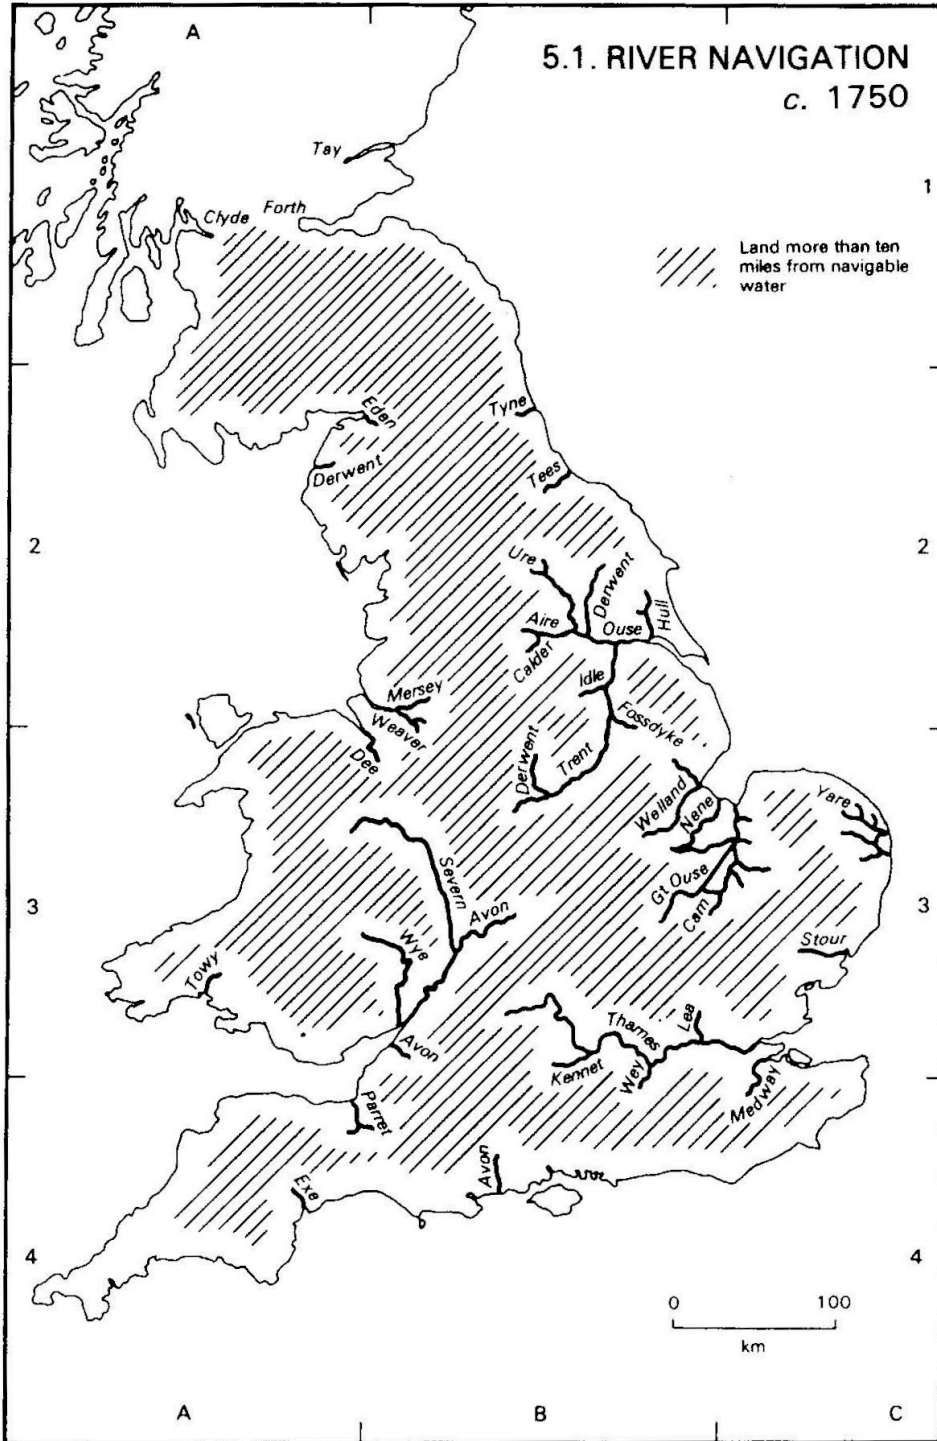 A
5.1. RIVER NAVIGATION
c. 1750
Tay
1
Clyde
Forth
Land more than ten
miles from navigable
water
Eden
Tyne
Derwent
Tees
2
2
Ure
Derwent
Hull
Aire
Ouse
Calder
Idle
Mersey
Weaver
Fossdyke
Dee
Derwent
Trent
Welland
Nene
Yare
Severn
Gt Ouse
3
3
Avon
Cam
Wye
Stour
Towy
Thames
Lea
Avon
Kennet
Wey
Medway
Parret
Avon
Exe
4
4
0 100
km
A
B
C